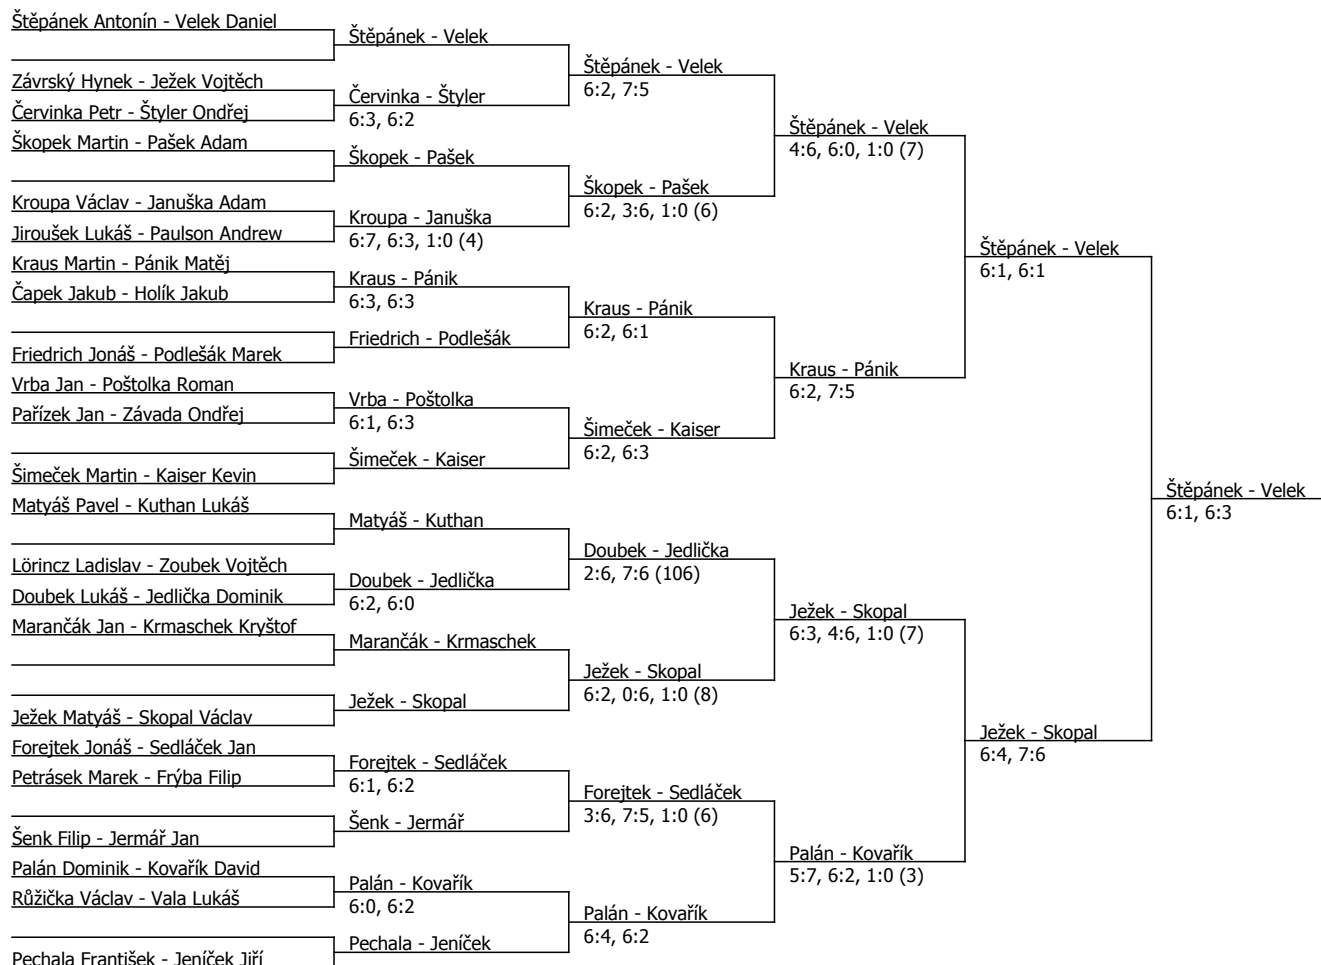 Štěpánek Antonín - Velek Daniel
Závrský Hynek - Ježek Vojtěch
Červinka Petr - Štyler Ondřej
Škopek Martin - Pašek Adam
Kroupa Václav - Januška Adam
Jiroušek Lukáš - Paulson Andrew
Kraus Martin - Pánik Matěj
Čapek Jakub - Holík Jakub
Friedrich Jonáš - Podlešák Marek
Vrba Jan - Poštolka Roman
Pařízek Jan - Závada Ondřej
Šimeček Martin - Kaiser Kevin
Matyáš Pavel - Kuthan Lukáš
Lörincz Ladislav - Zoubek Vojtěch
Doubek Lukáš - Jedlička Dominik
Marančák Jan - Krmaschek Kryštof
Ježek Matyáš - Skopal Václav
Forejtek Jonáš - Sedláček Jan
Petrásek Marek - Frýba Filip
Šenk Filip - Jermář Jan
Palán Dominik - Kovařík David
Růžička Václav - Vala Lukáš
Pechala František - Jeníček Jiří
Štěpánek - Velek
Červinka - Štyler
6:3, 6:2
Škopek - Pašek
Kroupa - Januška
6:7, 6:3, 1:0 (4)
Kraus - Pánik
6:3, 6:3
Friedrich - Podlešák
Vrba - Poštolka
6:1, 6:3
Šimeček - Kaiser
Matyáš - Kuthan
Doubek - Jedlička
6:2, 6:0
Marančák - Krmaschek
Ježek - Skopal
Forejtek - Sedláček
6:1, 6:2
Šenk - Jermář
Palán - Kovařík
6:0, 6:2
Pechala - Jeníček
Štěpánek - Velek
6:2, 7:5
Škopek - Pašek
6:2, 3:6, 1:0 (6)
Kraus - Pánik
6:2, 6:1
Šimeček - Kaiser
6:2, 6:3
Doubek - Jedlička
2:6, 7:6 (106)
Ježek - Skopal
6:2, 0:6, 1:0 (8)
Forejtek - Sedláček
3:6, 7:5, 1:0 (6)
Palán - Kovařík
6:4, 6:2
Štěpánek - Velek
4:6, 6:0, 1:0 (7)
Kraus - Pánik
6:2, 7:5
Ježek - Skopal
6:3, 4:6, 1:0 (7)
Palán - Kovařík
5:7, 6:2, 1:0 (3)
Štěpánek - Velek
6:1, 6:1
Ježek - Skopal
6:4, 7:6
Štěpánek - Velek
6:1, 6:3